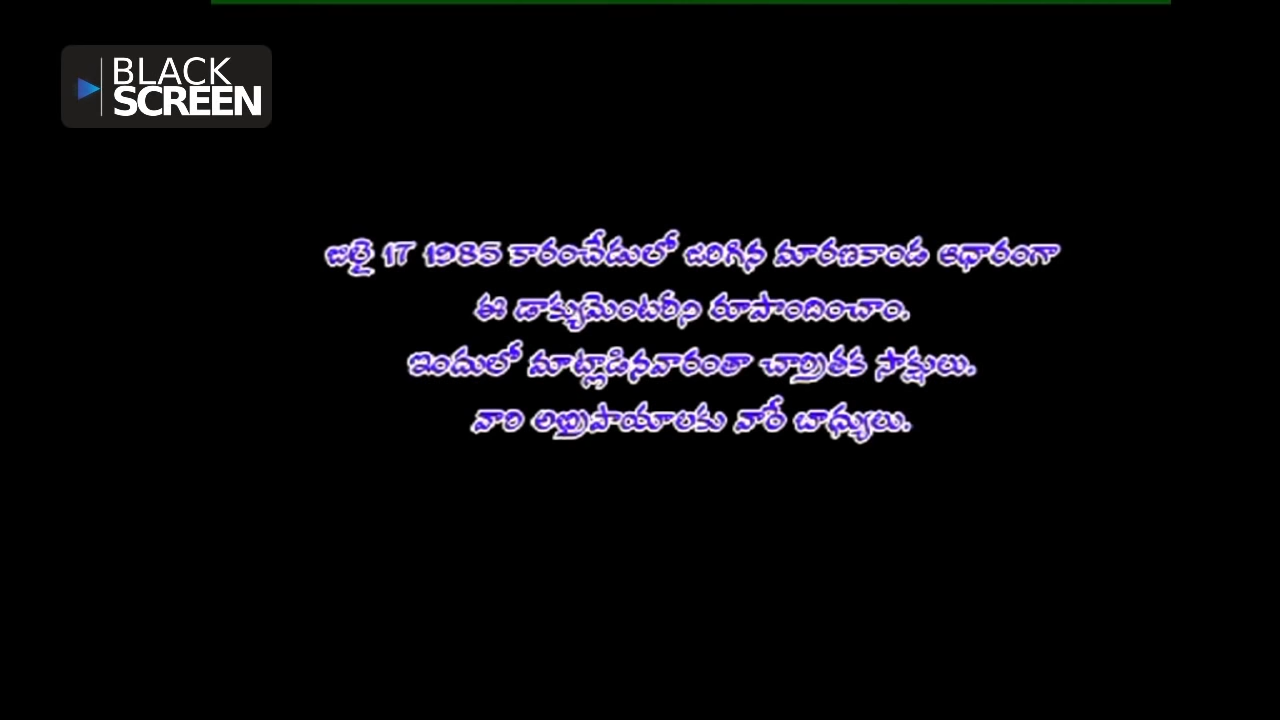 BLACK
SCREEN
జులై 17 1985 కారంచేడులో జరిగిన మారణకాండ ఆధారంగా
ఈ డాక్యుమెంటరీని రూపొందించాం.
ఇందులో మాట్లాడినవారంతా చారిత్రక సాక్షులు.
వారి అభిప్రాయాలకు వారే బాధ్యులు.